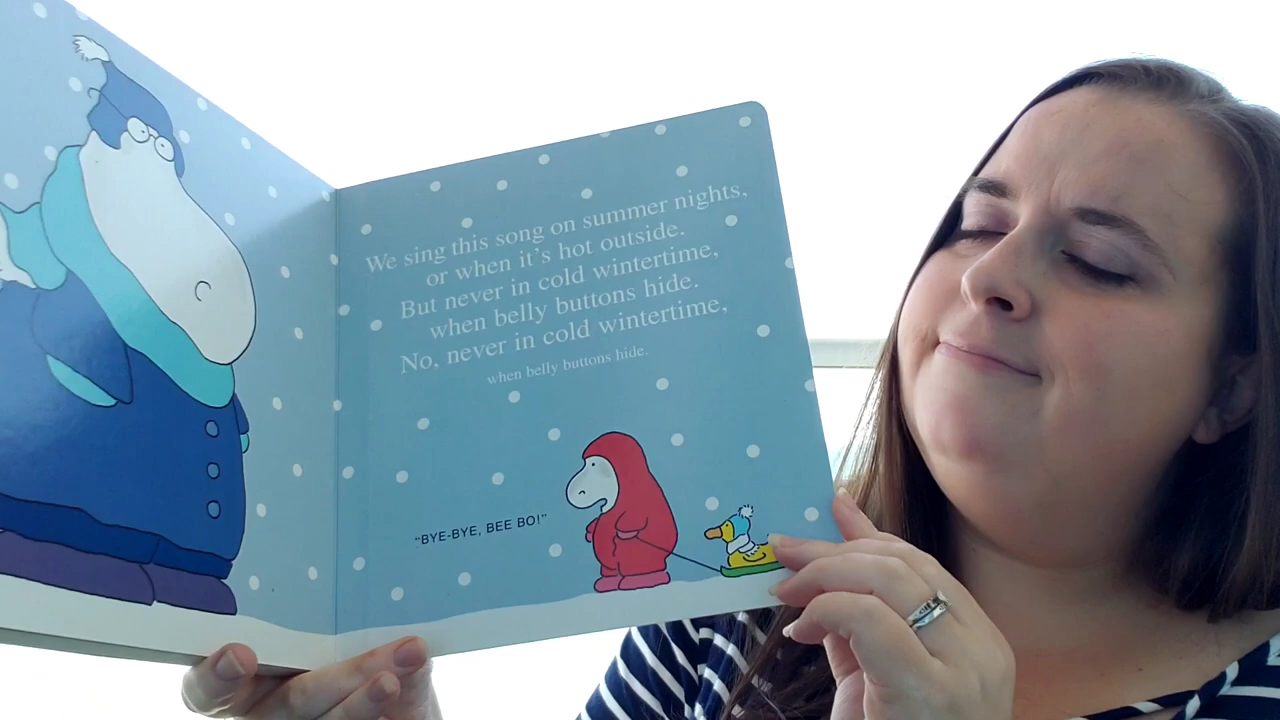 We sing this song on summer nights,
or when it's hot outside.
But never in cold wintertime,
when belly buttons hide.
No, never in cold wintertime,
when belly buttons hide.
"BYE-BYE, BEE BO!"